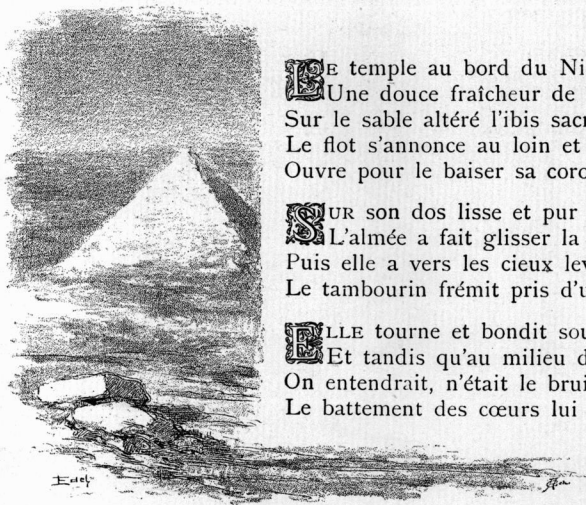 LE temple au bord du Ni
Une douce fraîcheur de
Sur le sable altéré l'ibis sacr
Le flot s'annonce au loin et
Ouvre pour le baiser sa coro
SUR son dos lisse et pur
L'almée a fait glisser la
Puis elle a vers les cieux lev
Le tambourin frémit pris d'u
ELLE tourne et bondit sou
Et tandis qu'au milieu d
On entendrait, n'était le brui
Le battement des cœurs lui
Edel